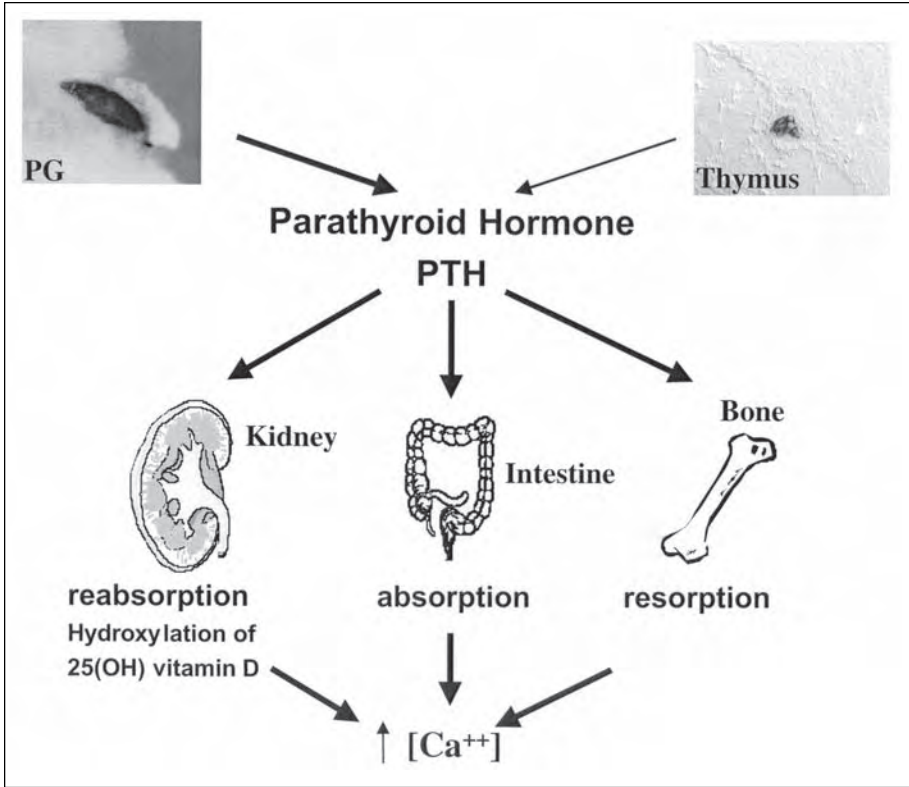 PG
Thymus
Parathyroid Hormone
PTH
Kidney
Intestine
Bone
reabsorption
Hydroxylation of
25(OH) vitamin D
absorption
resorption
↑ [Ca⁺⁺]